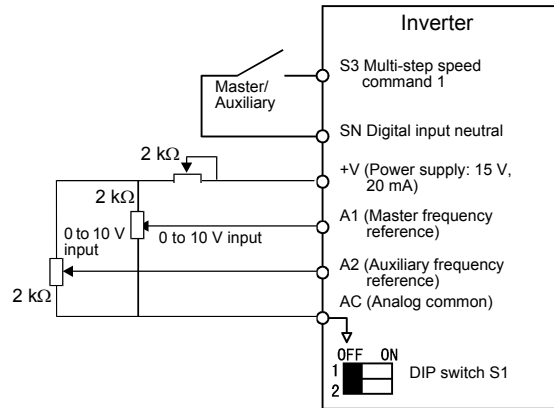 Inverter
S3 Multi-step speed
command 1
Master/
Auxiliary
SN Digital input neutral
2 kΩ
+V (Power supply: 15 V,
20 mA)
2 kΩ
A1 (Master frequency
reference)
0 to 10 V
input
0 to 10 V input
A2 (Auxiliary frequency
reference)
2 kΩ
AC (Analog common)
OFF ON
1
2
DIP switch S1